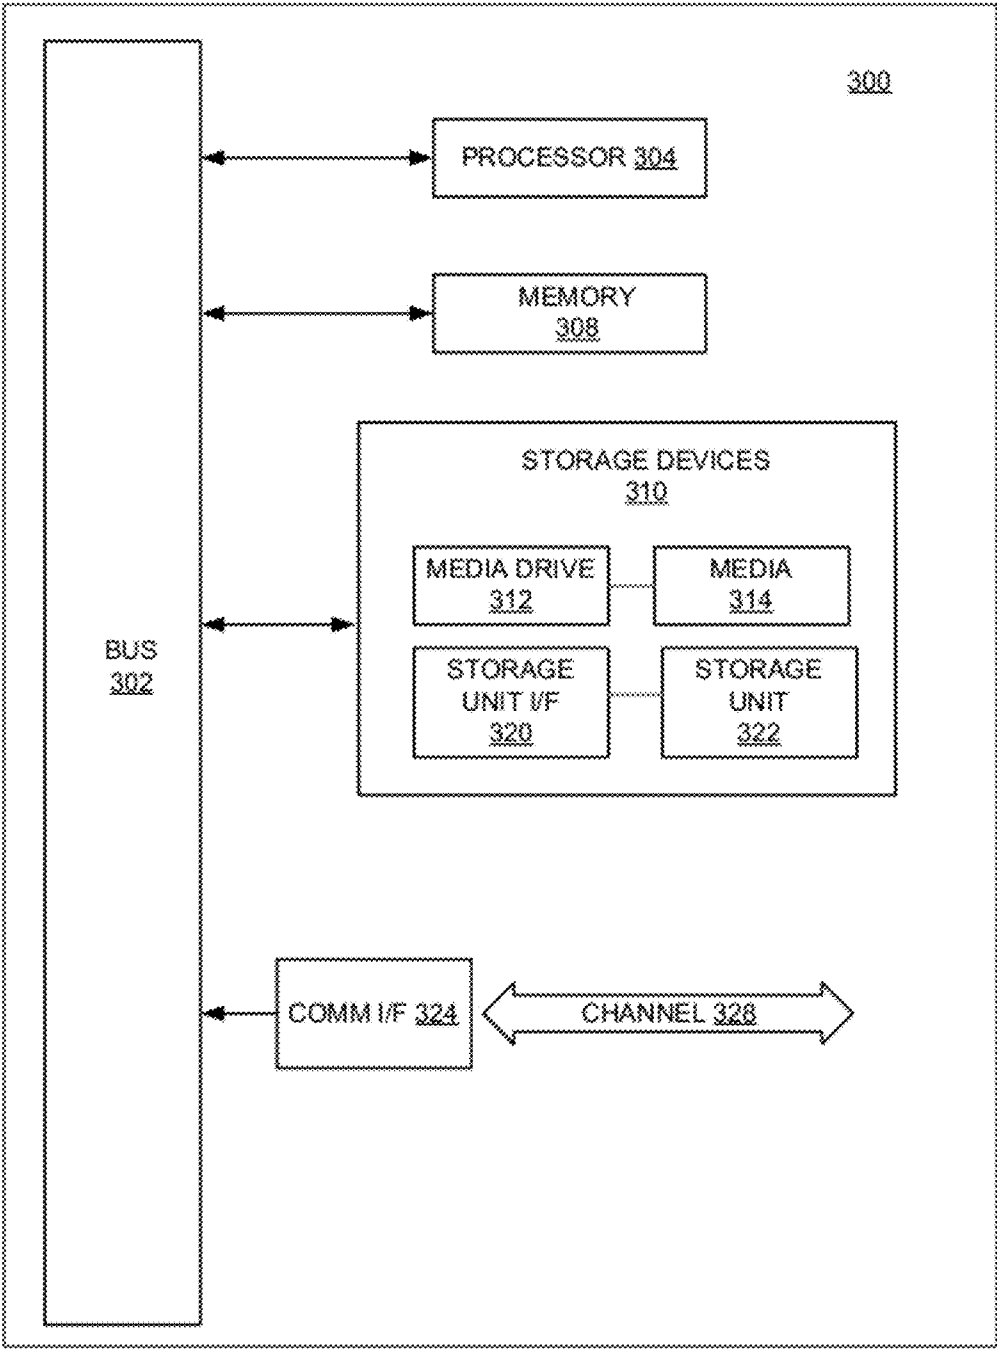 300
PROCESSOR 304
MEMORY
308
STORAGE DEVICES
310
MEDIA DRIVE
312
MEDIA
314
BUS
302
STORAGE
UNIT I/F
320
STORAGE
UNIT
322
COMM I/F 324
CHANNEL 328